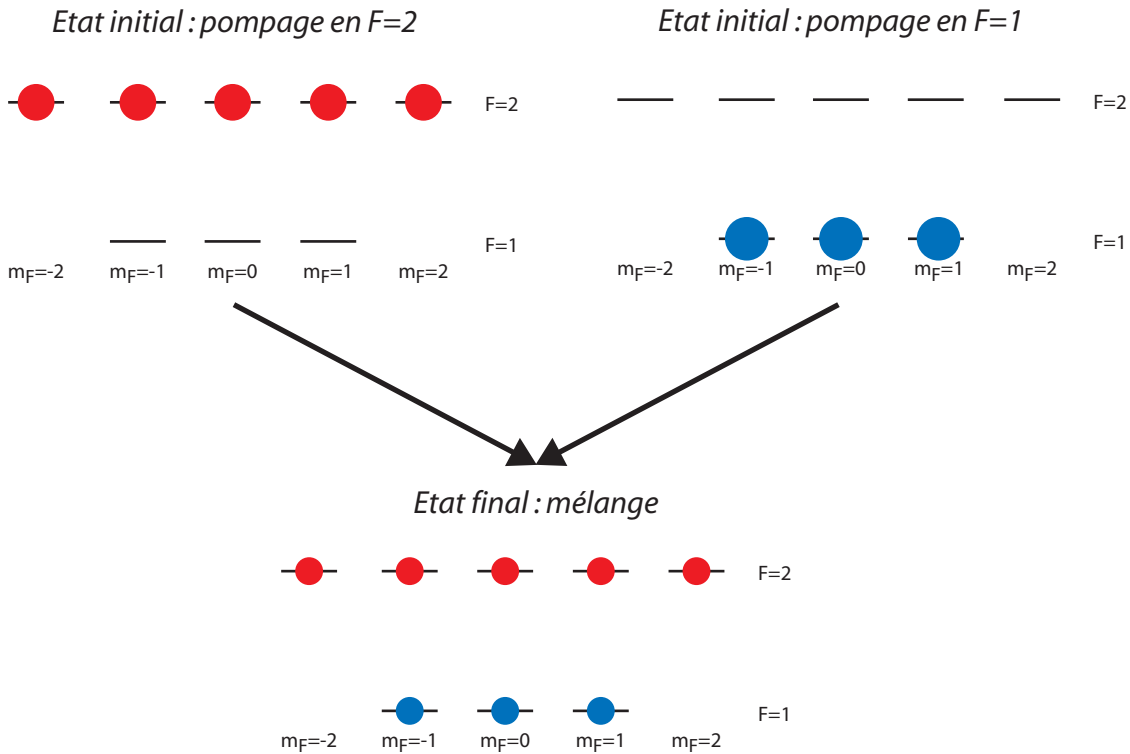 Etat initial : pompage en F=2
Etat initial : pompage en F=1
F=2
F=2
F=1
F=1
mF=-2 mF=-1 mF=0 mF=1 mF=2
mF=-2 mF=-1 mF=0 mF=1 mF=2
Etat final : mélange
F=2
F=1
mF=-2 mF=-1 mF=0 mF=1 mF=2